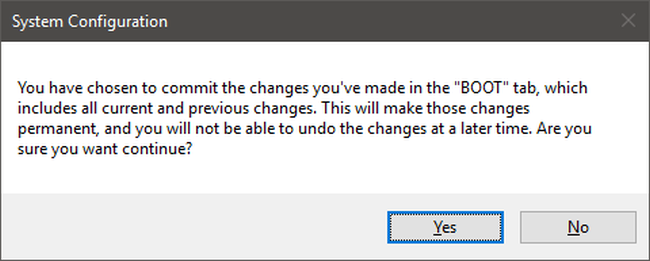 System Configuration
You have chosen to commit the changes you've made in the "BOOT" tab, which
includes all current and previous changes. This will make those changes
permanent, and you will not be able to undo the changes at a later time. Are you
sure you want continue?
Yes
No